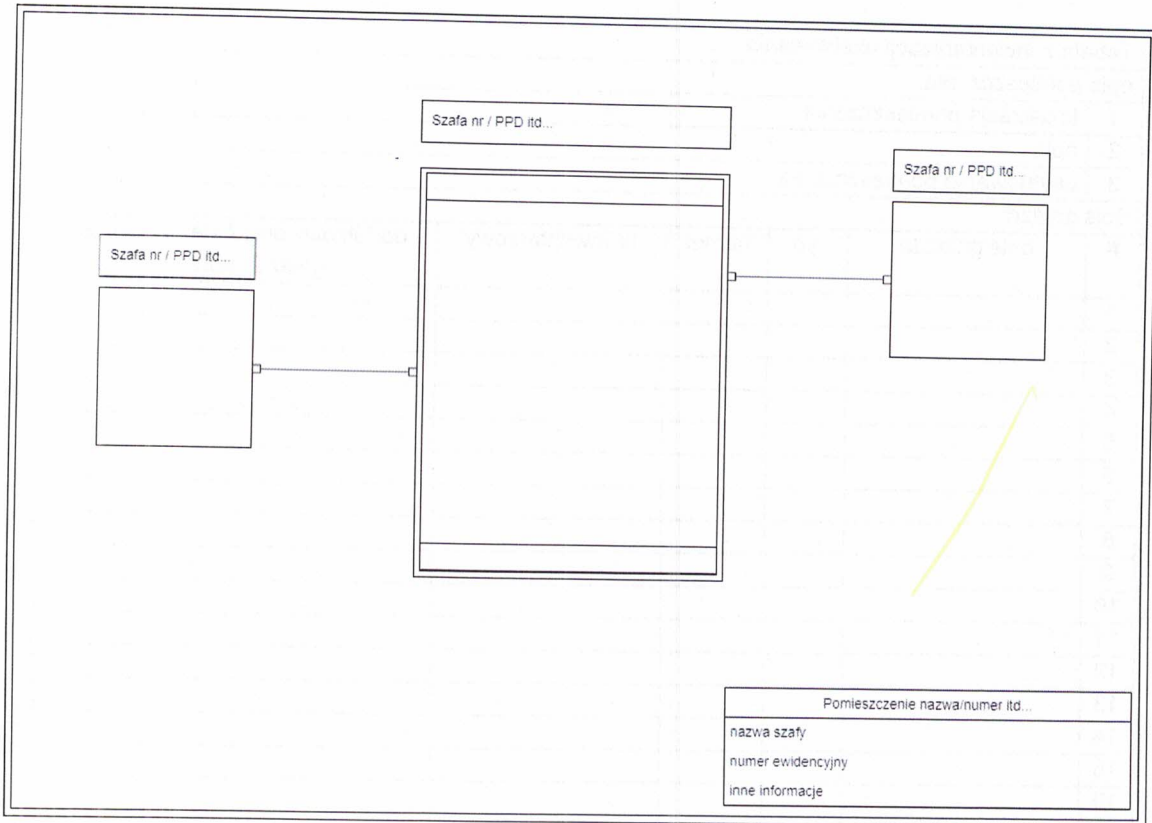 Szafa nr / PPD itd...
Szafa nr / PPD itd...
Szafa nr / PPD itd...
Pomieszczenie nazwa/numer itd...
nazwa szafy
numer ewidencyjny
inne informacje